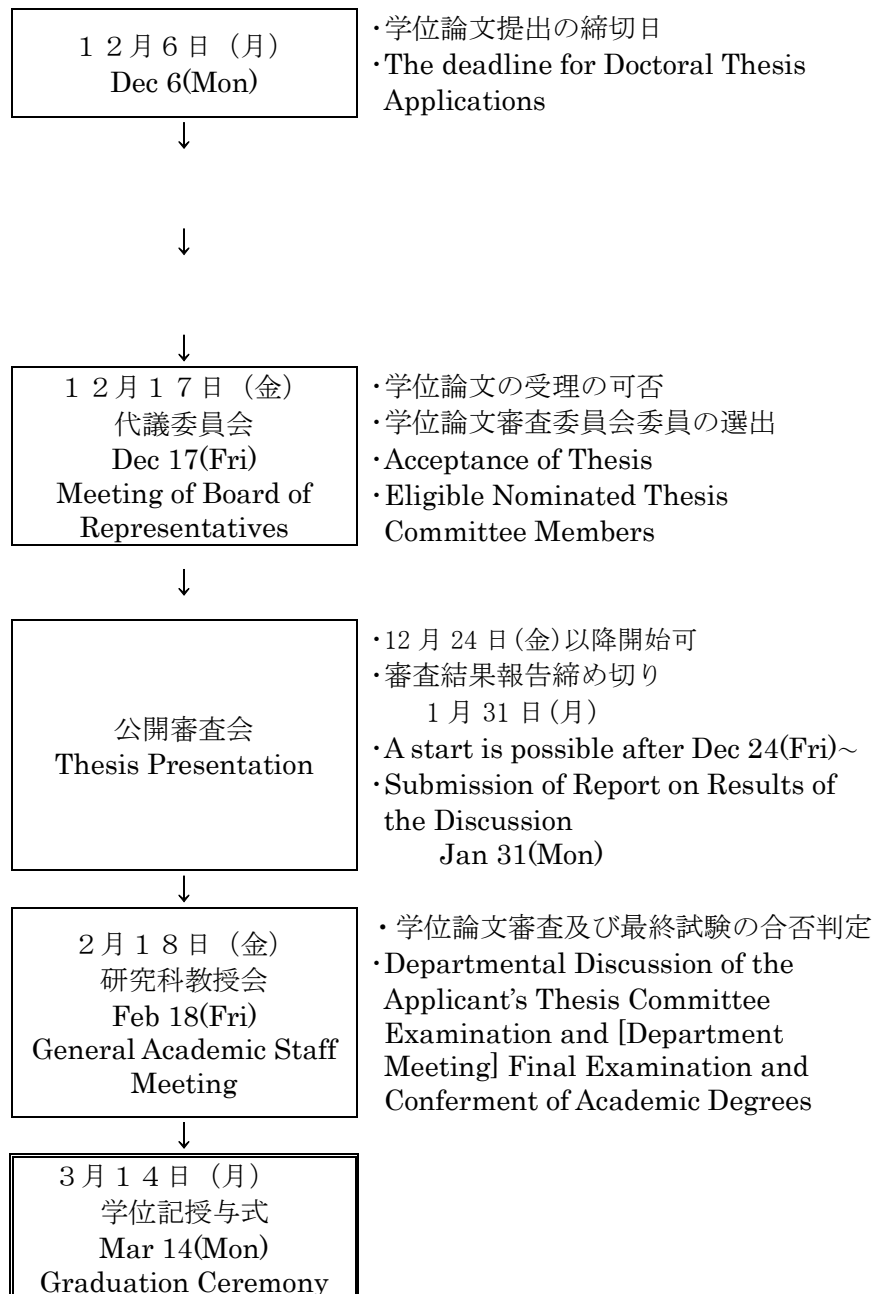 １２月６日（月）
Dec 6(Mon)
・学位論文提出の締切日
・The deadline for Doctoral Thesis
Applications
↓
↓
↓
１２月１７日（金）
代議委員会
Dec 17(Fri)
Meeting of Board of
Representatives
・学位論文の受理の可否
・学位論文審査委員会委員の選出
・Acceptance of Thesis
・Eligible Nominated Thesis
Committee Members
↓
公開審査会
Thesis Presentation
・12月24日(金)以降開始可
・審査結果報告締め切り
1月31日(月)
・A start is possible after Dec 24(Fri)~
・Submission of Report on Results of
the Discussion
Jan 31(Mon)
↓
２月１８日（金）
研究科教授会
Feb 18(Fri)
General Academic Staff
Meeting
・学位論文審査及び最終試験の合否判定
・Departmental Discussion of the
Applicant’s Thesis Committee
Examination and [Department
Meeting] Final Examination and
Conferment of Academic Degrees
↓
３月１４日（月）
学位記授与式
Mar 14(Mon)
Graduation Ceremony